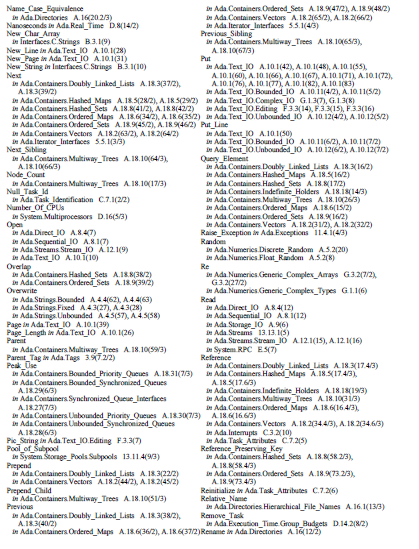 Name_Case_Equivalence
in Ada.Directories A.16(20.2/3)
Nanoseconds in Ada.Real_Time D.8(14/2)
New_Char_Array
in Interfaces.C.Strings B.3.1(9)
New_Line in Ada.Text_IO A.10.1(28)
New_Page in Ada.Text_IO A.10.1(31)
New_String in Interfaces.C.Strings B.3.1(10)
Next
in Ada.Containers.Doubly_Linked_Lists A.18.3(37/2),
A.18.3(39/2)
in Ada.Containers.Hashed_Maps A.18.5(28/2), A.18.5(29/2)
in Ada.Containers.Hashed_Sets A.18.8(41/2), A.18.8(42/2)
in Ada.Containers.Ordered_Maps A.18.6(34/2), A.18.6(35/2)
in Ada.Containers.Ordered_Sets A.18.9(45/2), A.18.9(46/2)
in Ada.Containers.Vectors A.18.2(63/2), A.18.2(64/2)
in Ada.Iterator_Interfaces 5.5.1(3/3)
Next_Sibling
in Ada.Containers.Multiway_Trees A.18.10(64/3),
A.18.10(66/3)
Node_Count
in Ada.Containers.Multiway_Trees A.18.10(17/3)
Null_Task_Id
in Ada.Task_Identification C.7.1(2/2)
Number_Of_CPUs
in System.Multiprocessors D.16(5/3)
Open
in Ada.Direct_IO A.8.4(7)
in Ada.Sequential_IO A.8.1(7)
in Ada.Streams.Stream_IO A.12.1(9)
in Ada.Text_IO A.10.1(10)
Overlap
in Ada.Containers.Hashed_Sets A.18.8(38/2)
in Ada.Containers.Ordered_Sets A.18.9(39/2)
Overwrite
in Ada.Strings.Bounded A.4.4(62), A.4.4(63)
in Ada.Strings.Fixed A.4.3(27), A.4.3(28)
in Ada.Strings.Unbounded A.4.5(57), A.4.5(58)
Page in Ada.Text_IO A.10.1(39)
Page_Length in Ada.Text_IO A.10.1(26)
Parent
in Ada.Containers.Multiway_Trees A.18.10(59/3)
Parent_Tag in Ada.Tags 3.9(7.2/2)
Peak_Use
in Ada.Containers.Bounded_Priority_Queues A.18.31(7/3)
in Ada.Containers.Bounded_Synchronized_Queues
A.18.29(6/3)
in Ada.Containers.Synchronized_Queue_Interfaces
A.18.27(7/3)
in Ada.Containers.Unbounded_Priority_Queues A.18.30(7/3)
in Ada.Containers.Unbounded_Synchronized_Queues
A.18.28(6/3)
Pic_String in Ada.Text_IO.Editing F.3.3(7)
Pool_of_Subpool
in System.Storage_Pools.Subpools 13.11.4(9/3)
Prepend
in Ada.Containers.Doubly_Linked_Lists A.18.3(22/2)
in Ada.Containers.Vectors A.18.2(44/2), A.18.2(45/2)
Prepend_Child
in Ada.Containers.Multiway_Trees A.18.10(51/3)
Previous
in Ada.Containers.Doubly_Linked_Lists A.18.3(38/2),
A.18.3(40/2)
in Ada.Containers.Ordered_Maps A.18.6(36/2), A.18.6(37/2)
in Ada.Containers.Ordered_Sets A.18.9(47/2), A.18.9(48/2)
in Ada.Containers.Vectors A.18.2(65/2), A.18.2(66/2)
in Ada.Iterator_Interfaces 5.5.1(4/3)
Previous_Sibling
in Ada.Containers.Multiway_Trees A.18.10(65/3),
A.18.10(67/3)
Put
in Ada.Text_IO A.10.1(42), A.10.1(48), A.10.1(55),
A.10.1(60), A.10.1(66), A.10.1(67), A.10.1(71), A.10.1(72),
A.10.1(76), A.10.1(77), A.10.1(82), A.10.1(83)
in Ada.Text_IO.Bounded_IO A.10.11(4/2), A.10.11(5/2)
in Ada.Text_IO.Complex_IO G.1.3(7), G.1.3(8)
in Ada.Text_IO.Editing F.3.3(14), F.3.3(15), F.3.3(16)
in Ada.Text_IO.Unbounded_IO A.10.12(4/2), A.10.12(5/2)
Put_Line
in Ada.Text_IO A.10.1(50)
in Ada.Text_IO.Bounded_IO A.10.11(6/2), A.10.11(7/2)
in Ada.Text_IO.Unbounded_IO A.10.12(6/2), A.10.12(7/2)
Query_Element
in Ada.Containers.Doubly_Linked_Lists A.18.3(16/2)
in Ada.Containers.Hashed_Maps A.18.5(16/2)
in Ada.Containers.Hashed_Sets A.18.8(17/2)
in Ada.Containers.Indefinite_Holders A.18.18(14/3)
in Ada.Containers.Multiway_Trees A.18.10(26/3)
in Ada.Containers.Ordered_Maps A.18.6(15/2)
in Ada.Containers.Ordered_Sets A.18.9(16/2)
in Ada.Containers.Vectors A.18.2(31/2), A.18.2(32/2)
Raise_Exception in Ada.Exceptions 11.4.1(4/3)
Random
in Ada.Numerics.Discrete_Random A.5.2(20)
in Ada.Numerics.Float_Random A.5.2(8)
Re
in Ada.Numerics.Generic_Complex_Arrays G.3.2(7/2),
G.3.2(27/2)
in Ada.Numerics.Generic_Complex_Types G.1.1(6)
Read
in Ada.Direct_IO A.8.4(12)
in Ada.Sequential_IO A.8.1(12)
in Ada.Storage_IO A.9(6)
in Ada.Streams 13.13.1(5)
in Ada.Streams.Stream_IO A.12.1(15), A.12.1(16)
in System.RPC E.5(7)
Reference
in Ada.Containers.Doubly_Linked_Lists A.18.3(17.4/3)
in Ada.Containers.Hashed_Maps A.18.5(17.4/3),
A.18.5(17.6/3)
in Ada.Containers.Indefinite_Holders A.18.18(19/3)
in Ada.Containers.Multiway_Trees A.18.10(31/3)
in Ada.Containers.Ordered_Maps A.18.6(16.4/3),
A.18.6(16.6/3)
in Ada.Containers.Vectors A.18.2(34.4/3), A.18.2(34.6/3)
in Ada.Interrupts C.3.2(10)
in Ada.Task_Attributes C.7.2(5)
Reference_Preserving_Key
in Ada.Containers.Hashed_Sets A.18.8(58.2/3),
A.18.8(58.4/3)
in Ada.Containers.Ordered_Sets A.18.9(73.2/3),
A.18.9(73.4/3)
Reinitialize in Ada.Task_Attributes C.7.2(6)
Relative_Name
in Ada.Directories.Hierarchical_File_Names A.16.1(13/3)
Remove_Task
in Ada.Execution_Time.Group_Budgets D.14.2(8/2)
Rename in Ada.Directories A.16(12/2)